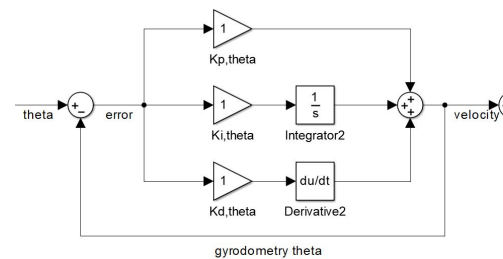 1
Kp,theta
theta
+
−
error
1
Ki,theta
1
s
Integrator2
+
+
+
velocity
+
1
Kd,theta
du/dt
Derivative2
gyrodometry theta